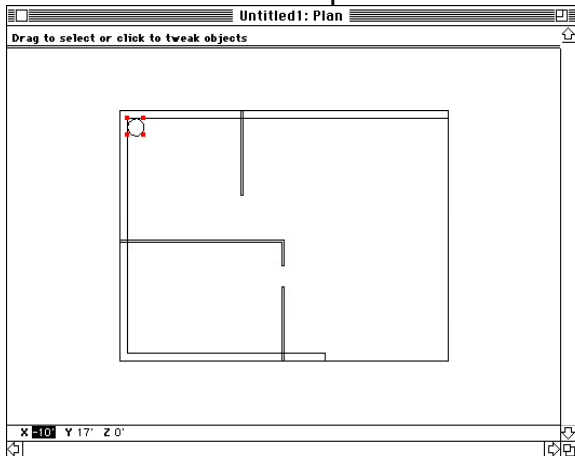 Untitled1: Plan
Drag to select or click to tweak objects
X -10' Y 17' Z 0'